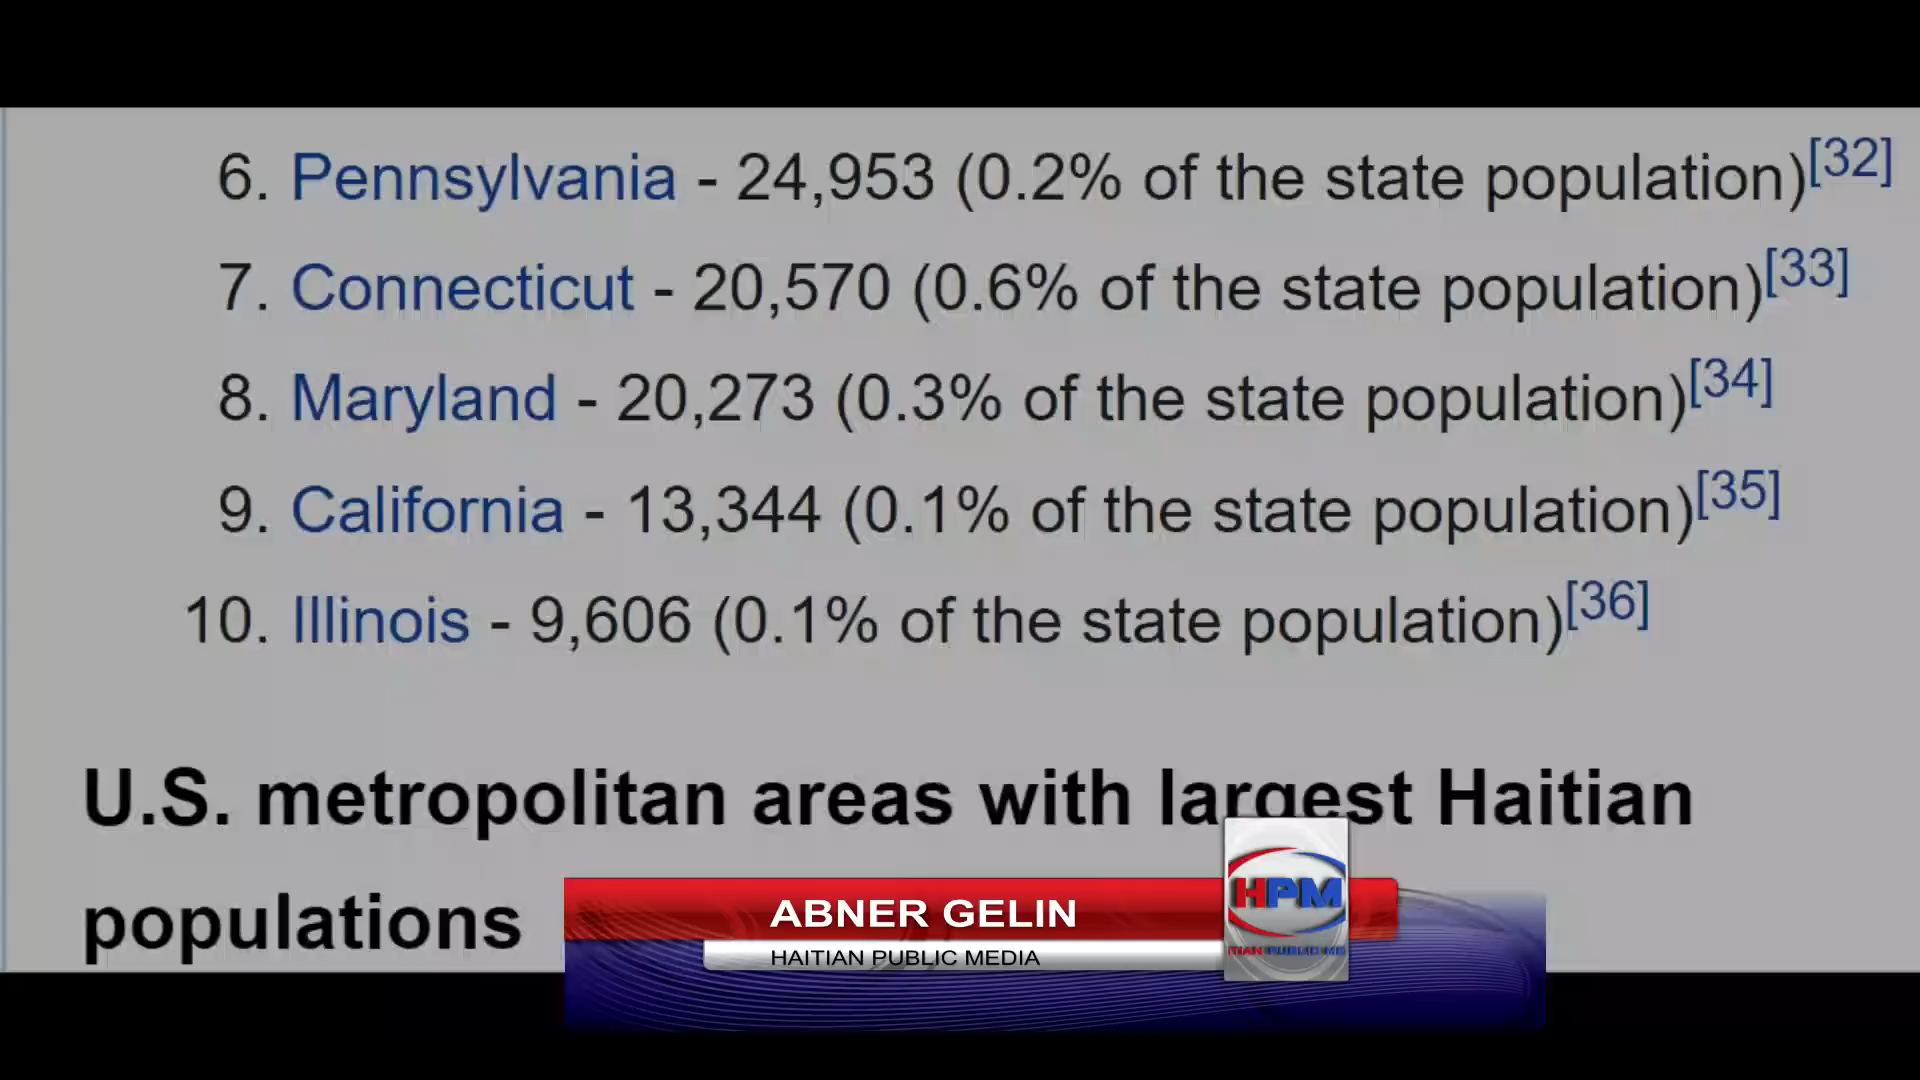 6. Pennsylvania - 24,953 (0.2% of the state population)[32]
7. Connecticut - 20,570 (0.6% of the state population)[33]
8. Maryland - 20,273 (0.3% of the state population)[34]
9. California - 13,344 (0.1% of the state population)[35]
10. Illinois - 9,606 (0.1% of the state population)[36]
U.S. metropolitan areas with largest Haitian
populations
ABNER GELIN
HAITIAN PUBLIC MEDIA
HPM